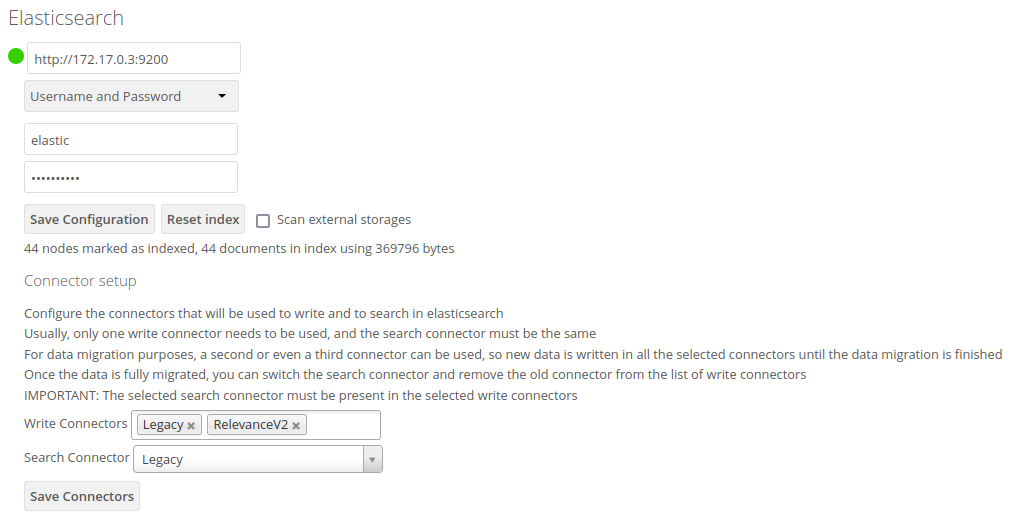 Elasticsearch
http://172.17.0.3:9200
Username and Password
elastic
••••••••••
Save Configuration Reset index Scan external storages
44 nodes marked as indexed, 44 documents in index using 369796 bytes
Connector setup
Configure the connectors that will be used to write and to search in elasticsearch
Usually, only one write connector needs to be used, and the search connector must be the same
For data migration purposes, a second or even a third connector can be used, so new data is written in all the selected connectors until the data migration is finished
Once the data is fully migrated, you can switch the search connector and remove the old connector from the list of write connectors
IMPORTANT: The selected search connector must be present in the selected write connectors
Write Connectors Legacy × RelevanceV2 ×
Search Connector Legacy
Save Connectors